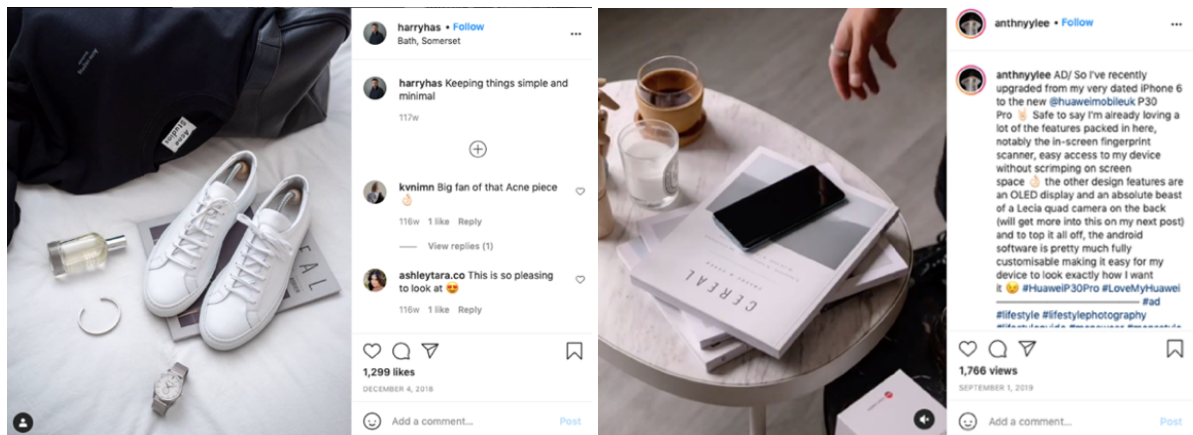 Acne
Studios
CEREAL
harryhas • Follow
Bath, Somerset
harryhas Keeping things simple and
minimal
117w
kvnimn Big fan of that Acne piece
👌🏻
116w 1 like Reply
View replies (1)
ashleytara.co This is so pleasing
to look at 😍
116w 1 like Reply
1,299 likes
DECEMBER 4, 2018
Add a comment... Post
CEREAL
anthnyylee • Follow
anthnyylee AD/ So I've recently
upgraded from my very dated iPhone 6
to the new @huaweimobileuk P30
Pro ✌🏻 Safe to say I'm already loving a
lot of the features packed in here,
notably the in-screen fingerprint
scanner, easy access to my device
without scrimping on screen
space 👌🏻 the other design features are
an OLED display and an absolute beast
of a Lecia quad camera on the back
(will get more into this on my next post)
and to top it all off, the android
software is pretty much fully
customisable making it easy for my
device to look exactly how I want
it 😉 #HuaweiP30Pro #LoveMyHuawei
#ad
#lifestyle #lifestylephotography
#lifestyleguide #menswear #menstyle
1,766 views
SEPTEMBER 1, 2019
Add a comment... Post